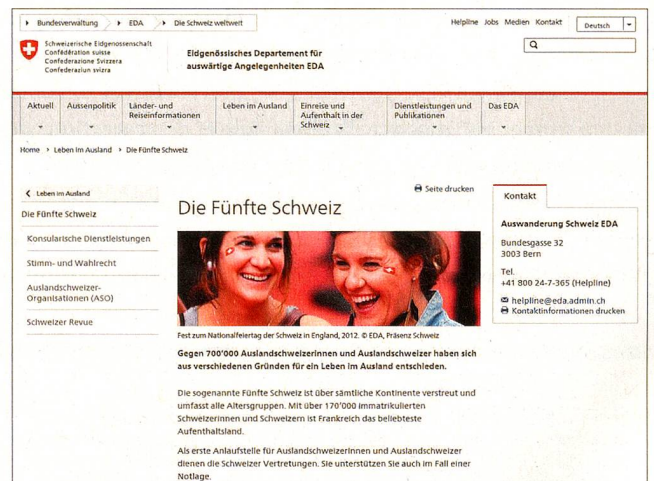 Bundesverwaltung EDA Die Schweiz weltweit
Helpline Jobs Medien Kontakt Deutsch
Schweizerische Eidgenossenschaft
Confédération suisse
Confederazione Svizzera
Confederaziun svizra
Eidgenössisches Departement für
auswärtige Angelegenheiten EDA
Aktuell
Aussenpolitik
Länder- und
Reiseinformationen
Leben im Ausland
Einreise und
Aufenthalt in der
Schweiz
Dienstleistungen und
Publikationen
Das EDA
Home Leben im Ausland Die Fünfte Schweiz
Leben im Ausland
Die Fünfte Schweiz
Konsularische Dienstleistungen
Stimm- und Wahlrecht
Auslandschweizer-
Organisationen (ASO)
Schweizer Revue
Seite drucken
Die Fünfte Schweiz
Fest zum Nationalfeiertag der Schweiz in England, 2012. © EDA, Präsenz Schweiz
Gegen 700'000 Auslandschweizerinnen und Auslandschweizer haben sich
aus verschiedenen Gründen für ein Leben im Ausland entschieden.
Die sogenannte Fünfte Schweiz ist über sämtliche Kontinente verstreut und
umfasst alle Altersgruppen. Mit über 170'000 immatrikulierten
Schweizerinnen und Schweizern ist Frankreich das beliebteste
Aufenthaltsland.
Als erste Anlaufstelle für Auslandschweizerinnen und Auslandschweizer
dienen die Schweizer Vertretungen. Sie unterstützen Sie auch im Fall einer
Notlage.
Kontakt
Auswanderung Schweiz EDA
Bundesgasse 32
3003 Bern
Tel.
+41 800 24-7-365 (Helpline)
helpline@eda.admin.ch
Kontaktinformationen drucken